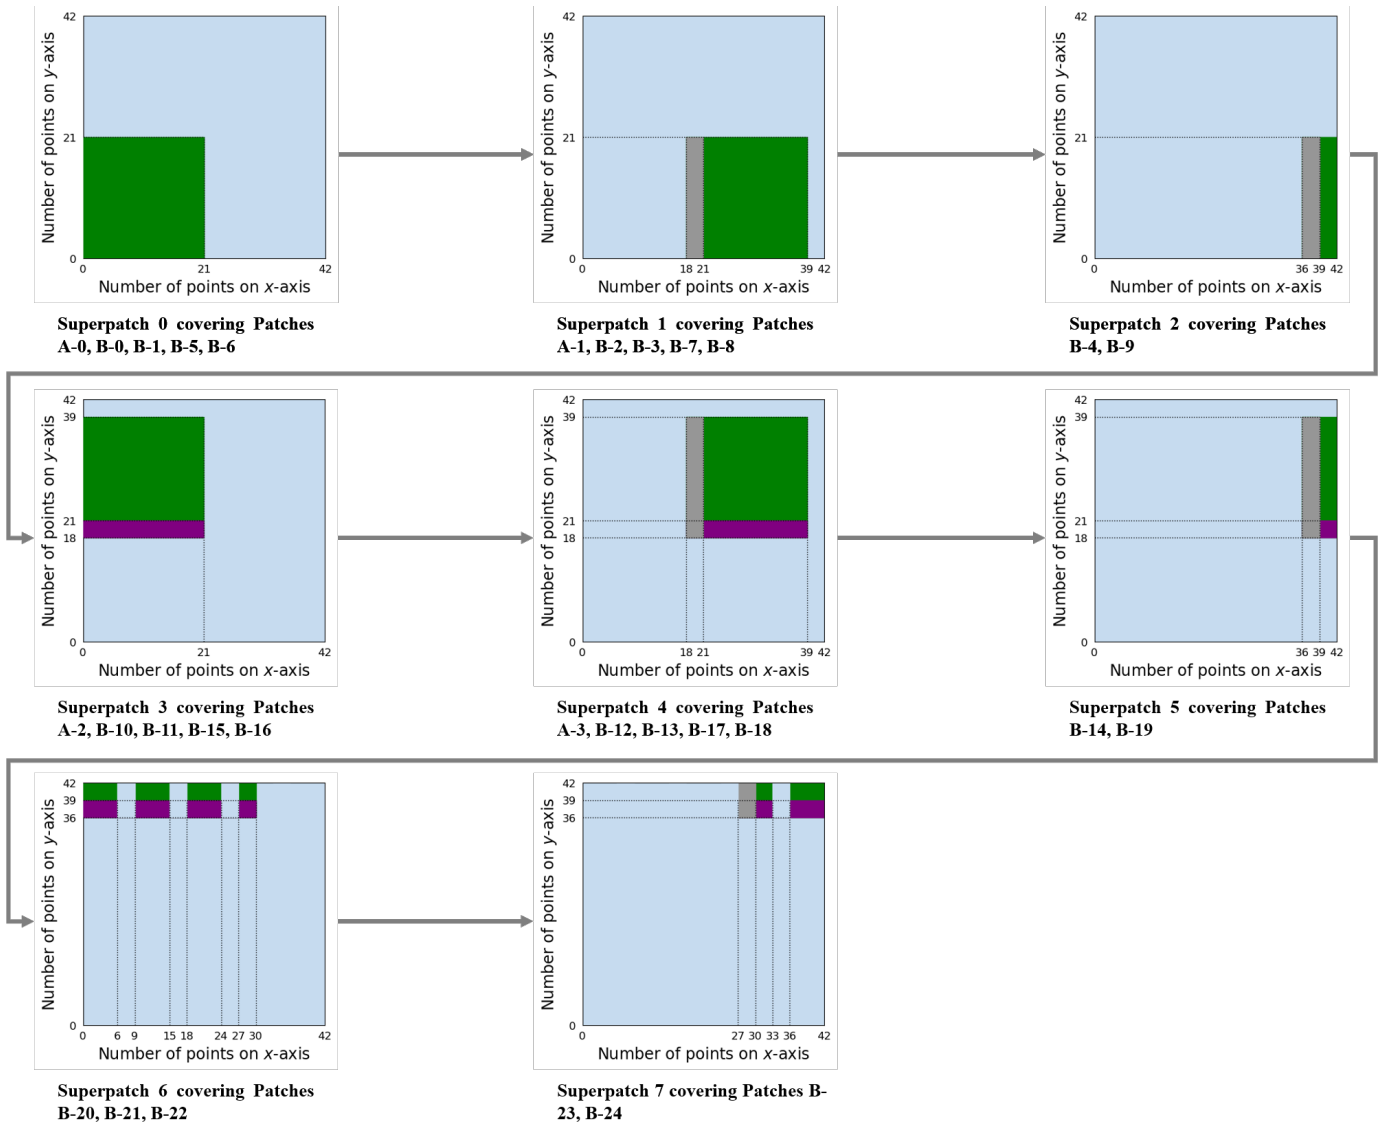 42
21
0
0 21 42
Number of points on y-axis
Number of points on x-axis
Superpatch 0 covering Patches
A-0, B-0, B-1, B-5, B-6
42
21
0
0 18 21 39 42
Number of points on y-axis
Number of points on x-axis
Superpatch 1 covering Patches
A-1, B-2, B-3, B-7, B-8
42
21
0
0 36 39 42
Number of points on y-axis
Number of points on x-axis
Superpatch 2 covering Patches
B-4, B-9
42
39
21
18
0
0 21 42
Number of points on y-axis
Number of points on x-axis
Superpatch 3 covering Patches
A-2, B-10, B-11, B-15, B-16
42
39
21
18
0
0 18 21 39 42
Number of points on y-axis
Number of points on x-axis
Superpatch 4 covering Patches
A-3, B-12, B-13, B-17, B-18
42
39
21
18
0
0 36 39 42
Number of points on y-axis
Number of points on x-axis
Superpatch 5 covering Patches
B-14, B-19
42
39
36
0
0 6 9 15 18 24 27 30 42
Number of points on y-axis
Number of points on x-axis
Superpatch 6 covering Patches
B-20, B-21, B-22
42
39
36
0
0 27 30 33 36 42
Number of points on y-axis
Number of points on x-axis
Superpatch 7 covering Patches B-
23, B-24